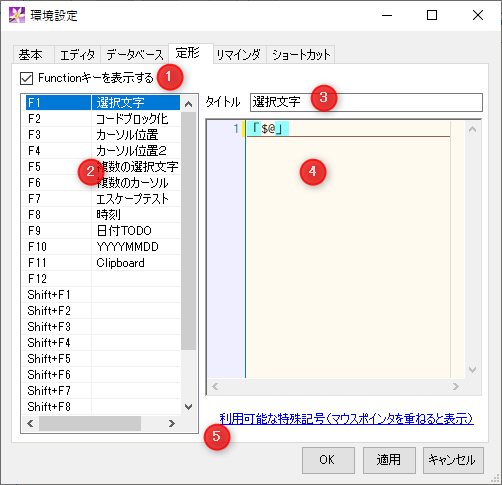 環境設定
基本 エディタ データベース 定形 リマインダ ショートカット
Functionキーを表示する 1
タイトル 選択文字 3
F1 選択文字
F2 コードブロック化
F3 カーソル位置
F4 カーソル位置2
F5 複数の選択文字
2
F6 複数のカーソル
F7 エスケープテスト
F8 時刻
F9 日付TODO
F10 YYYYMMDD
F11 Clipboard
F12
Shift+F1
Shift+F2
Shift+F3
Shift+F4
Shift+F5
Shift+F6
Shift+F7
Shift+F8
1 「$@」
4
利用可能な特殊記号(マウスポインタを重ねると表示)
5
OK 適用 キャンセル